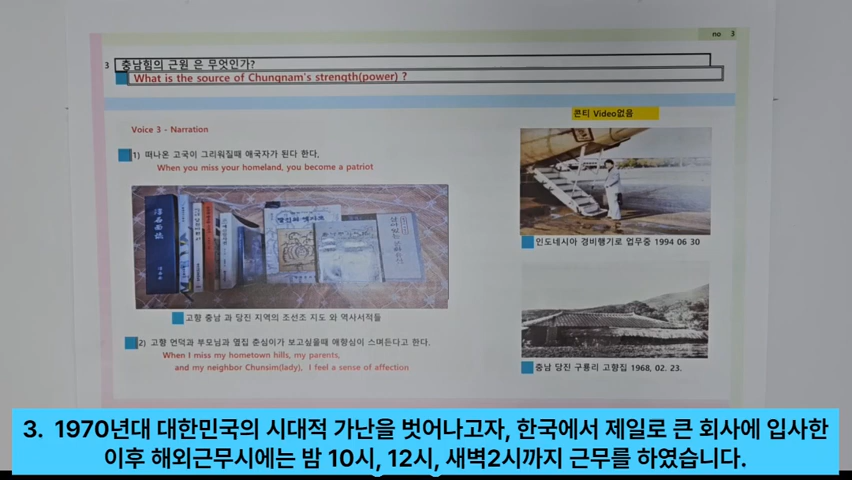 no 3
3 충남힘의 근원 은 무엇인가?
What is the source of Chungnam's strength(power) ?
콘티 Video없음
Voice 3 - Narration
1) 떠나온 고국이 그리워질때 애국자가 된다 한다.
When you miss your homeland, you become a patriot
인도네시아 경비행기로 업무중 1994 06 30
고향 충남 과 당진 지역의 조선조 지도 와 역사서적들
2) 고향 언덕과 부모님과 옆집 춘심이가 보고싶을때 애향심이 스며든다고 한다.
When I miss my hometown hills, my parents,
and my neighbor Chunsim(lady), I feel a sense of affection
충남 당진 구룡리 고향집 1968, 02. 23.
3. 1970년대 대한민국의 시대적 가난을 벗어나고자, 한국에서 제일로 큰 회사에 입사한
이후 해외근무시에는 밤 10시, 12시, 새벽2시까지 근무를 하였습니다.